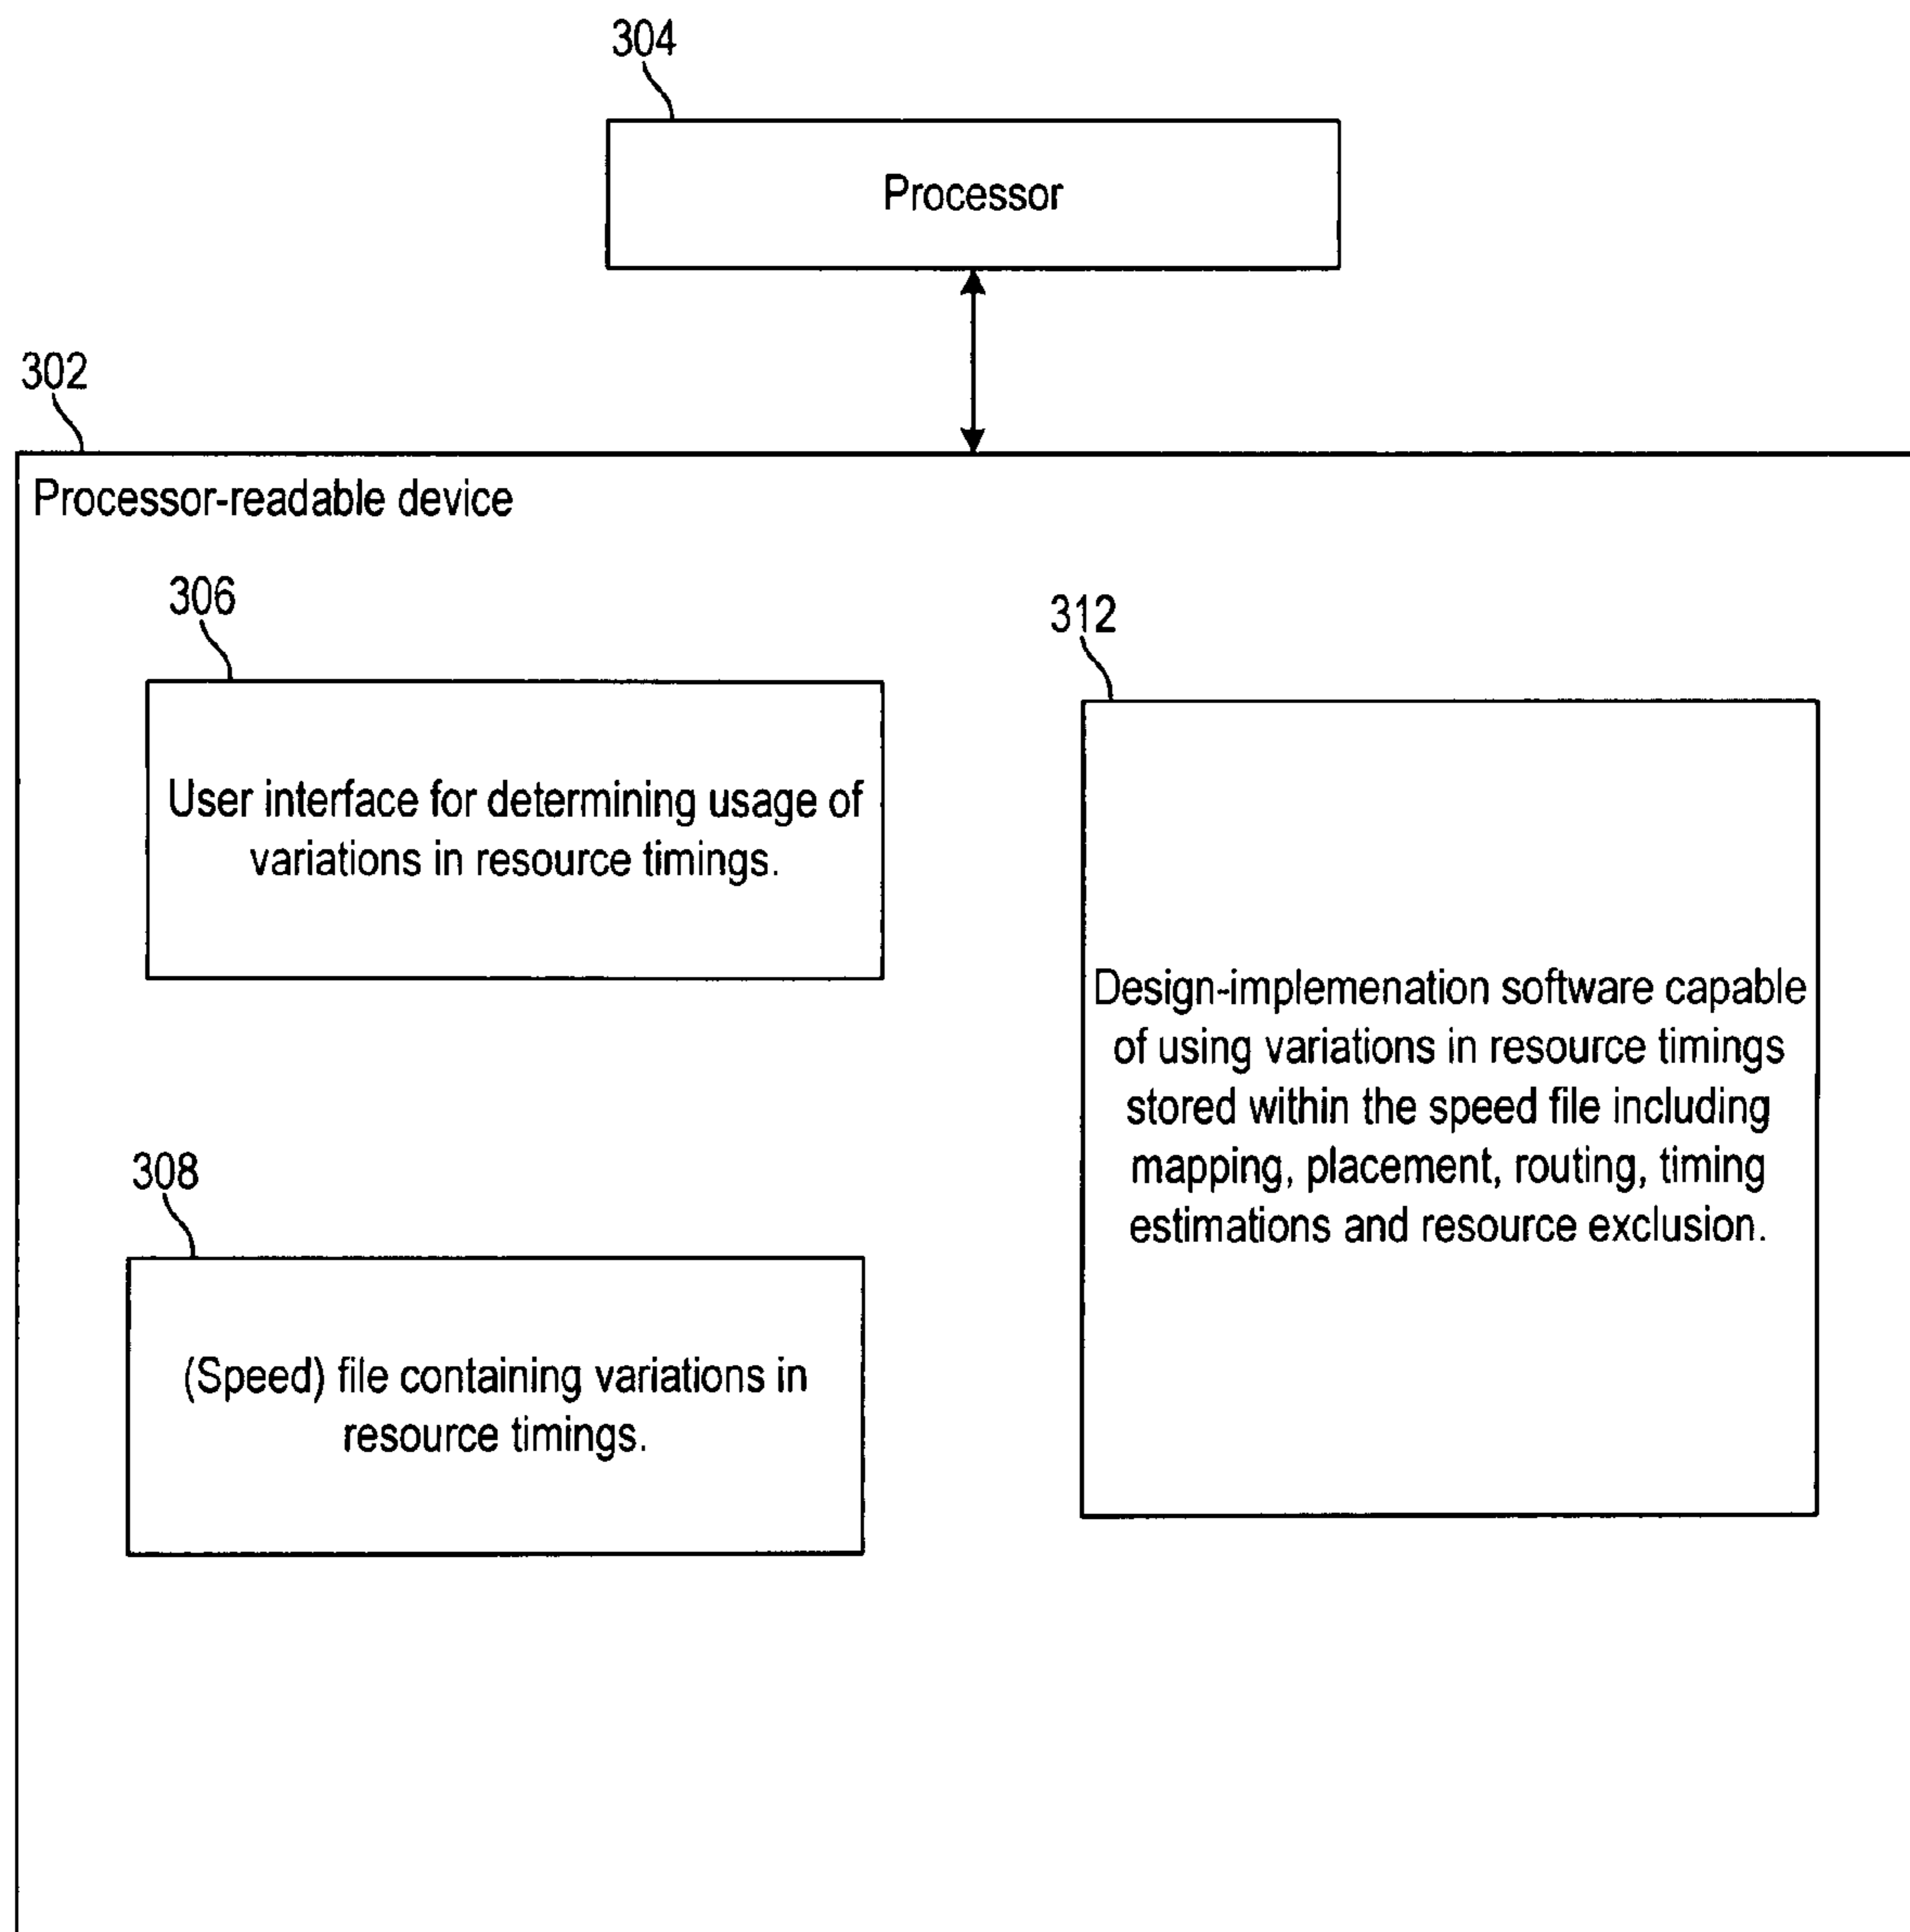 304
Processor
302
Processor-readable device
306
User interface for determining usage of
variations in resource timings.
312
Design-implemenation software capable
of using variations in resource timings
stored within the speed file including
mapping, placement, routing, timing
estimations and resource exclusion.
308
(Speed) file containing variations in
resource timings.